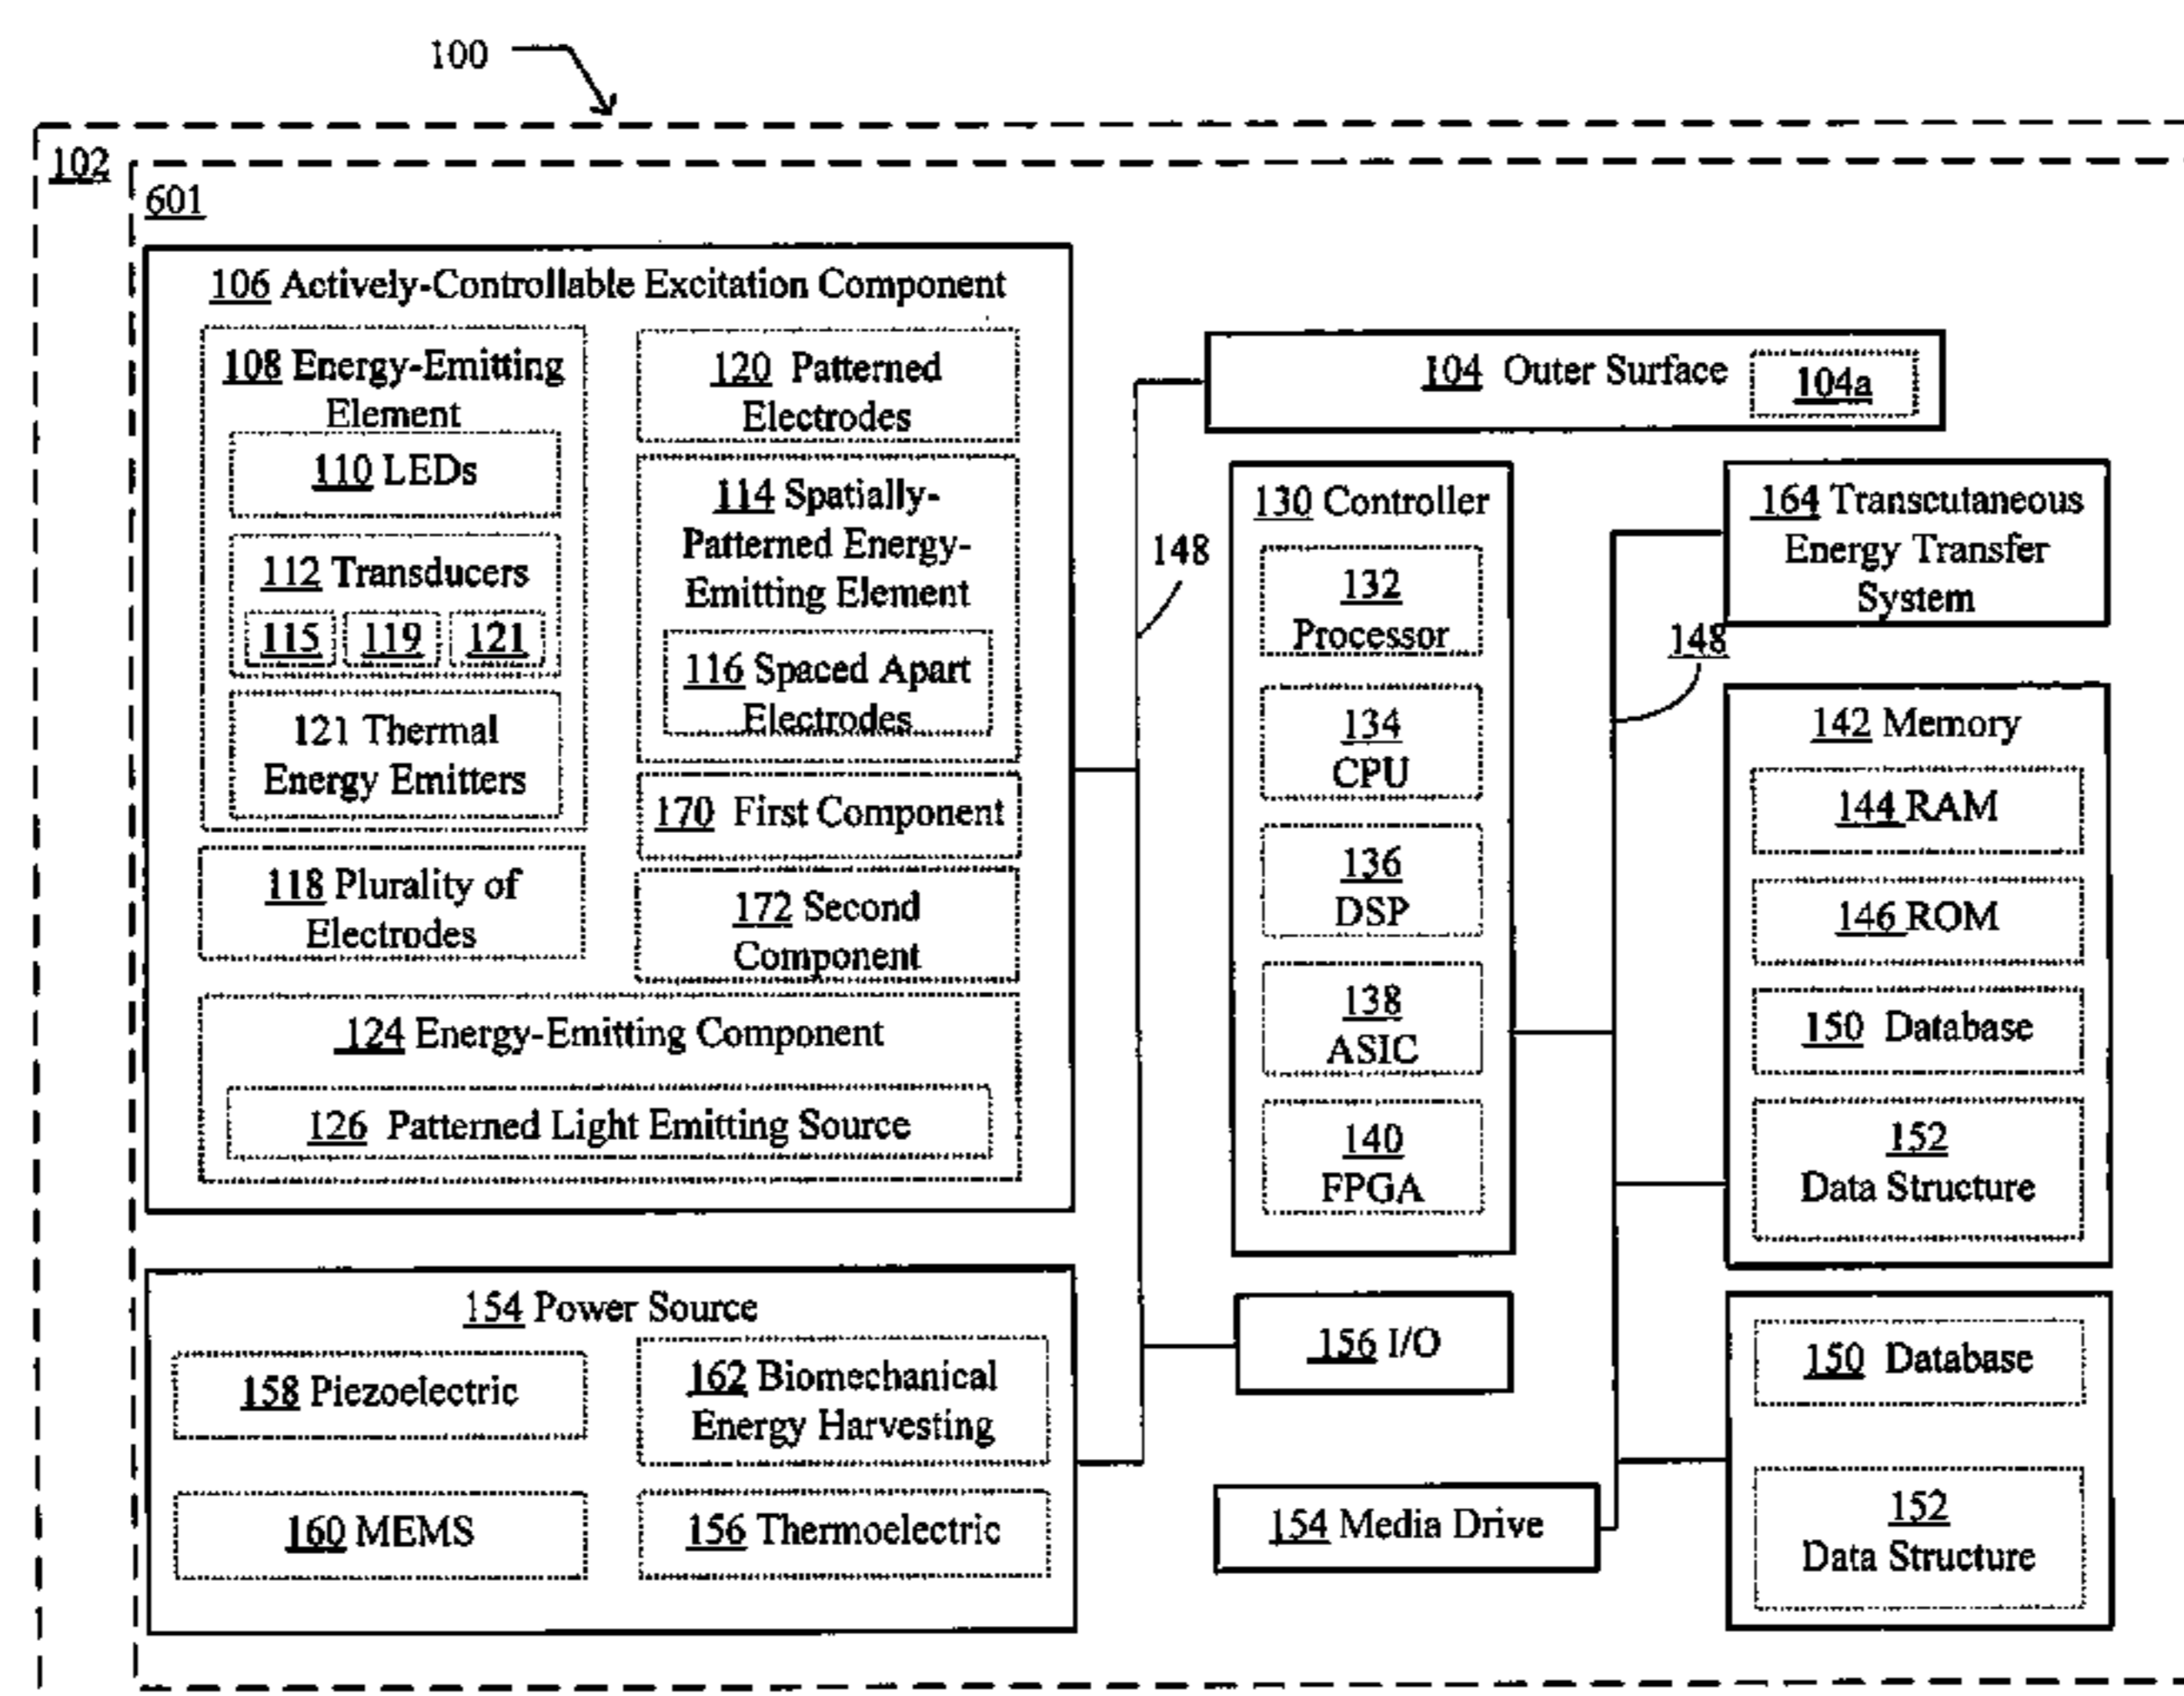 100
102
601
106 Actively-Controllable Excitation Component
108 Energy-Emitting
Element
110 LEDs
112 Transducers
115 119 121
121 Thermal
Energy Emitters
118 Plurality of
Electrodes
120 Patterned
Electrodes
114 Spatially-
Patterned Energy-
Emitting Element
116 Spaced Apart
Electrodes
170 First Component
172 Second
Component
124 Energy-Emitting Component
126 Patterned Light Emitting Source
154 Power Source
158 Piezoelectric
162 Biomechanical
Energy Harvesting
160 MEMS
156 Thermoelectric
148
104 Outer Surface 104a
130 Controller
132
Processor
134
CPU
136
DSP
138
ASIC
140
FPGA
156 I/O
154 Media Drive
148
164 Transcutaneous
Energy Transfer
System
142 Memory
144 RAM
146 ROM
150 Database
152
Data Structure
150 Database
152
Data Structure